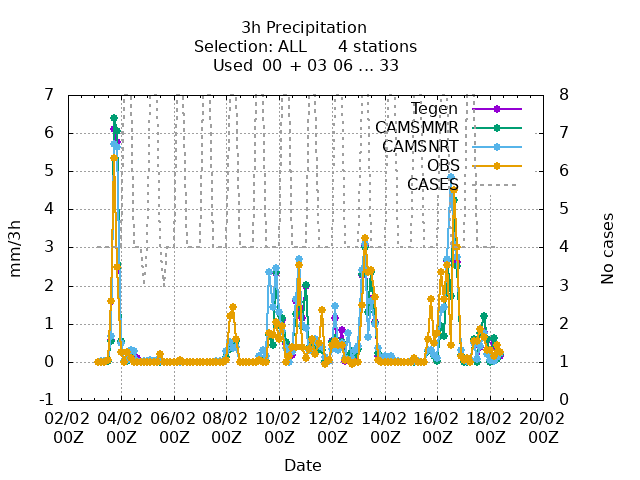 3h Precipitation
Selection: ALL 4 stations
Used 00 + 03 06 ... 33
7 8
Tegen
6 CAMSMMR 7
CAMSNRT
5 OBS 6
CASES
4 5
mm/3h No cases
3 4
2 3
1 2
0 1
-1 0
02/02 04/02 06/02 08/02 10/02 12/02 14/02 16/02 18/02 20/02
00Z 00Z 00Z 00Z 00Z 00Z 00Z 00Z 00Z 00Z
Date